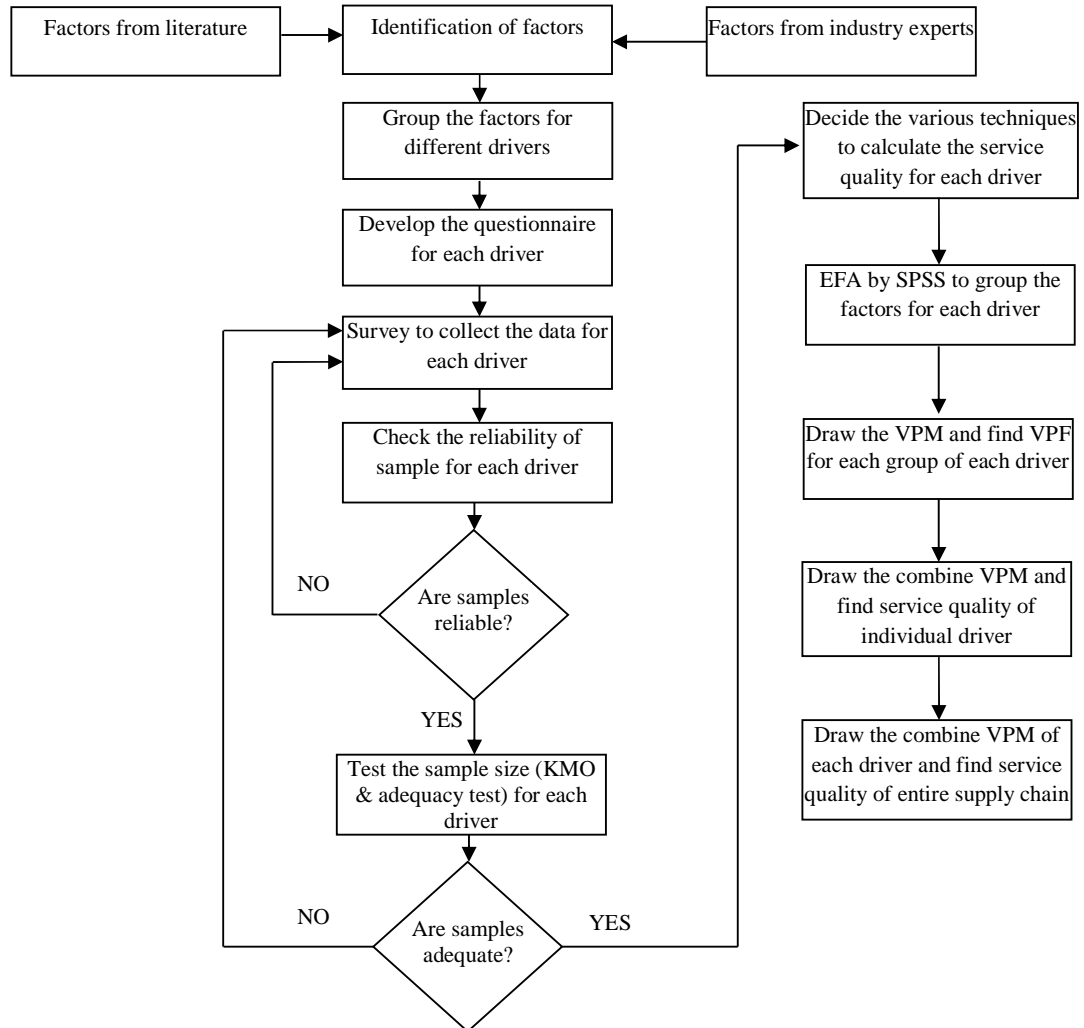 Factors from literature
Identification of factors
Factors from industry experts
Group the factors for
different drivers
Develop the questionnaire
for each driver
Survey to collect the data for
each driver
Check the reliability of
sample for each driver
NO
Are samples
reliable?
YES
Test the sample size (KMO
& adequacy test) for each
driver
NO
Are samples
adequate?
YES
Decide the various techniques
to calculate the service
quality for each driver
EFA by SPSS to group the
factors for each driver
Draw the VPM and find VPF
for each group of each driver
Draw the combine VPM and
find service quality of
individual driver
Draw the combine VPM of
each driver and find service
quality of entire supply chain